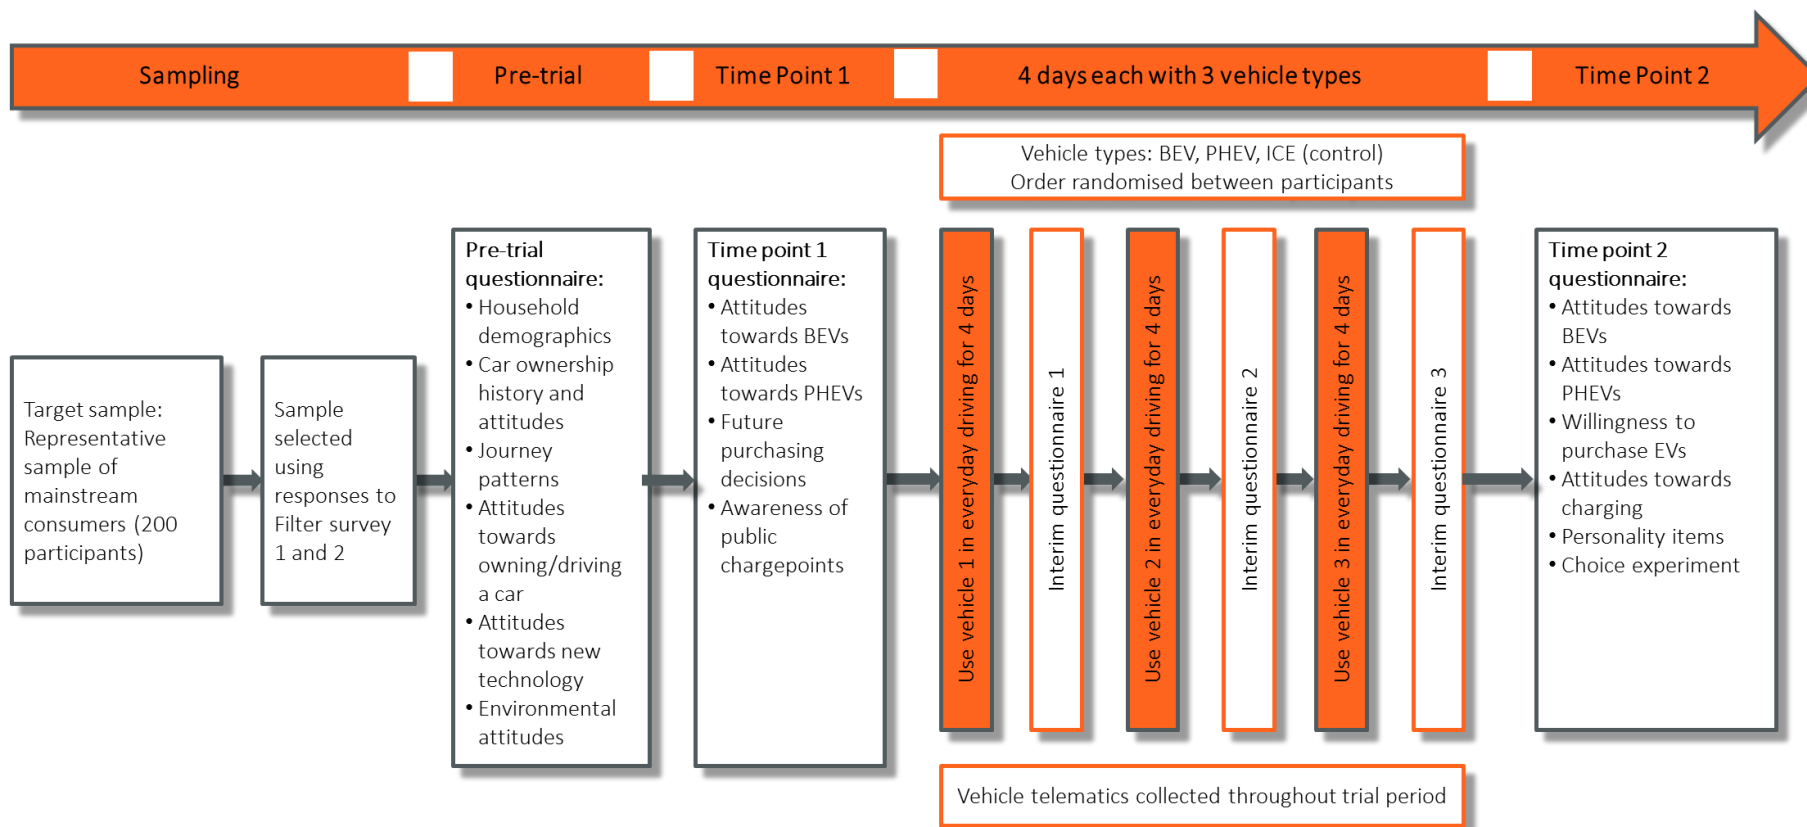 Sampling
Pre-trial
Time Point 1
4 days each with 3 vehicle types
Time Point 2
Vehicle types: BEV, PHEV, ICE (control)
Order randomised between participants
Target sample:
Representative
sample of
mainstream
consumers (200
participants)
Sample
selected
using
responses to
Filter survey
1 and 2
Pre-trial
questionnaire:
• Household
demographics
• Car ownership
history and
attitudes
• Journey
patterns
• Attitudes
towards
owning/driving
a car
• Attitudes
towards new
technology
• Environmental
attitudes
Time point 1
questionnaire:
• Attitudes
towards BEVs
• Attitudes
towards PHEVs
• Future
purchasing
decisions
• Awareness of
public
chargepoints
Use vehicle 1 in everyday driving for 4 days
Interim questionnaire 1
Use vehicle 2 in everyday driving for 4 days
Interim questionnaire 2
Use vehicle 3 in everyday driving for 4 days
Interim questionnaire 3
Time point 2
questionnaire:
• Attitudes towards
BEVs
• Attitudes towards
PHEVs
• Willingness to
purchase EVs
• Attitudes towards
charging
• Personality items
• Choice experiment
Vehicle telematics collected throughout trial period